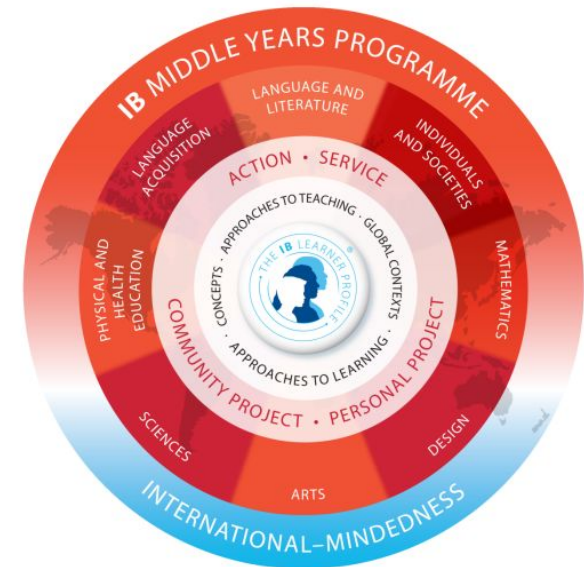 IB MIDDLE YEARS PROGRAMME
LANGUAGE AND
LITERATURE
INDIVIDUALS
AND SOCIETIES
MATHEMATICS
DESIGN
ARTS
SCIENCES
PHYSICAL AND
HEALTH
EDUCATION
LANGUAGE
ACQUISITION
ACTION • SERVICE
COMMUNITY PROJECT • PERSONAL PROJECT
APPROACHES TO TEACHING · GLOBAL CONTEXTS ·
APPROACHES TO LEARNING · CONCEPTS ·
THE IB LEARNER PROFILE ®
INTERNATIONAL–MINDEDNESS